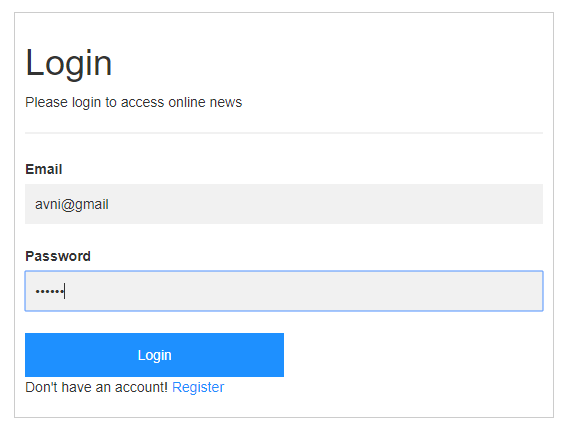 Login
Please login to access online news
Email
avni@gmail
Password
••••••
Login
Don't have an account! Register